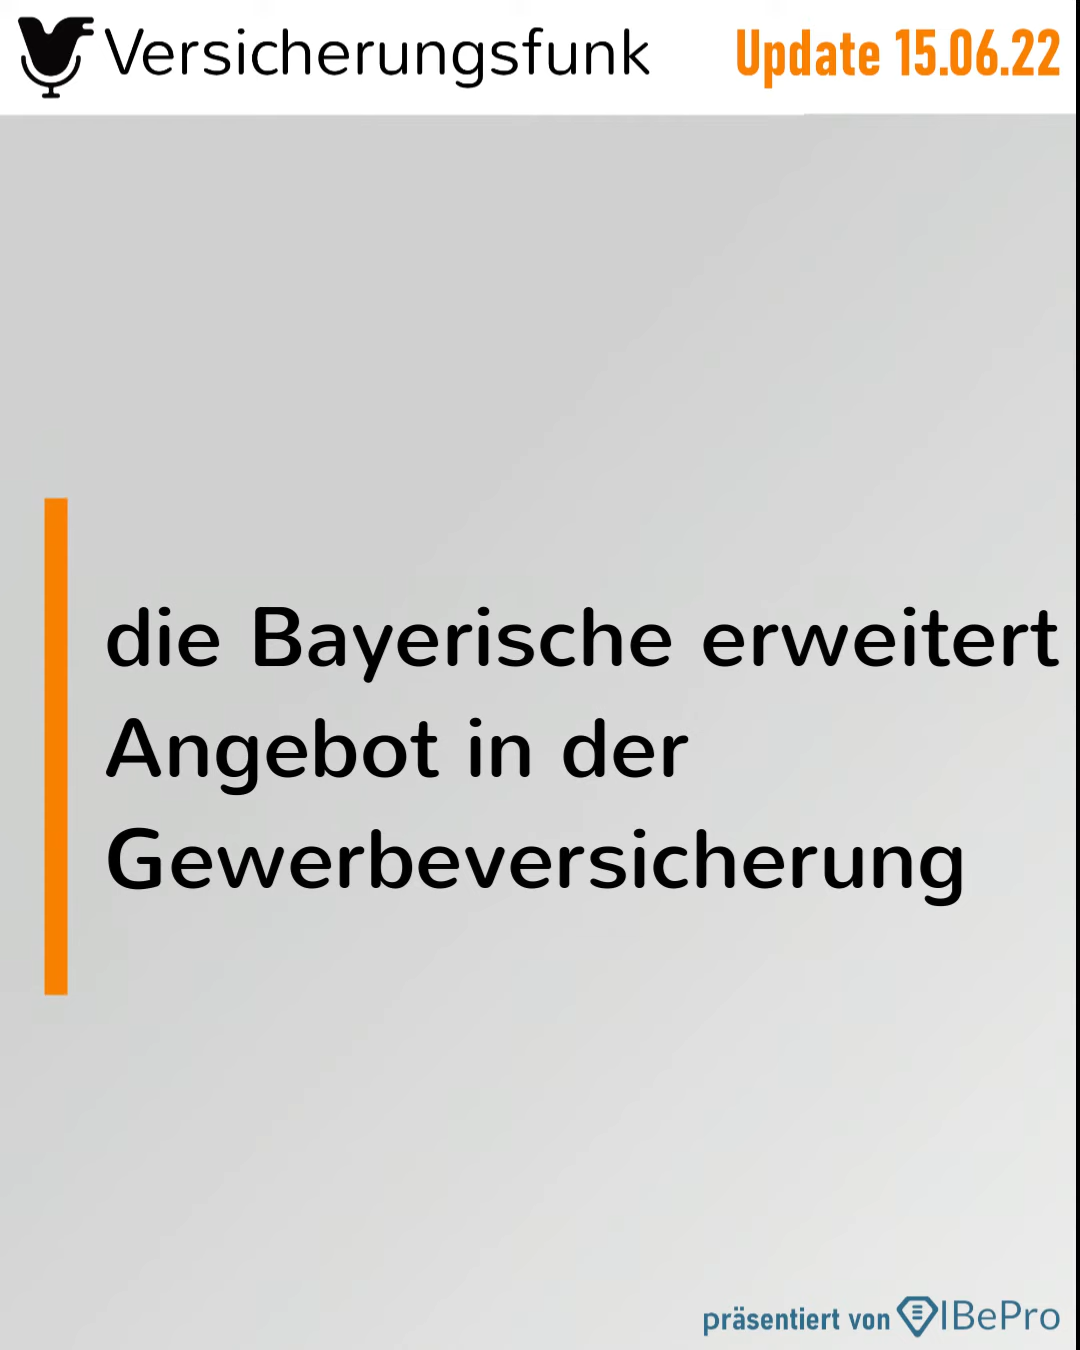 Versicherungsfunk
Update 15.06.22
die Bayerische erweitert
Angebot in der
Gewerbeversicherung
präsentiert von IBePro